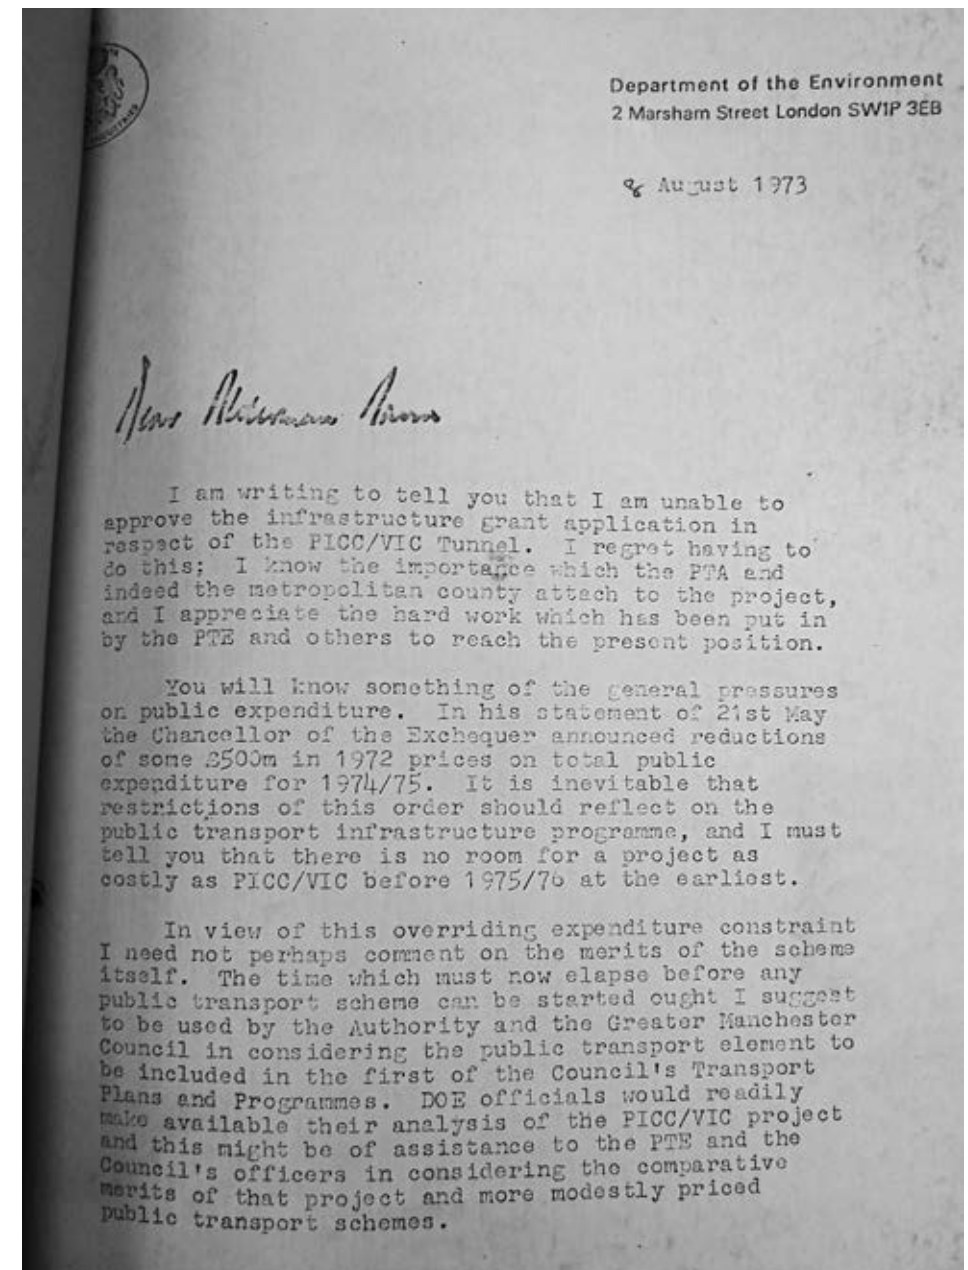 Department of the Environment
2 Marsham Street London SW1P 3EB
8 August 1973
Dear Alderman
I am writing to tell you that I am unable to
approve the infrastructure grant application in
respect of the PICC/VIC Tunnel. I regret having to
do this; I know the importance which the PTA and
indeed the metropolitan county attach to the project,
and I appreciate the hard work which has been put in
by the PTE and others to reach the present position.
You will know something of the general pressures
on public expenditure. In his statement of 21st May
the Chancellor of the Exchequer announced reductions
of some £500m in 1972 prices on total public
expenditure for 1974/75. It is inevitable that
restrictions of this order should reflect on the
public transport infrastructure programme, and I must
tell you that there is no room for a project as
costly as PICC/VIC before 1975/76 at the earliest.
In view of this overriding expenditure constraint
I need not perhaps comment on the merits of the scheme
itself. The time which must now elapse before any
public transport scheme can be started ought I suggest
to be used by the Authority and the Greater Manchester
Council in considering the public transport element to
be included in the first of the Council's Transport
Plans and Programmes. DOE officials would readily
make available their analysis of the PICC/VIC project
and this might be of assistance to the PTE and the
Council's officers in considering the comparative
merits of that project and more modestly priced
public transport schemes.